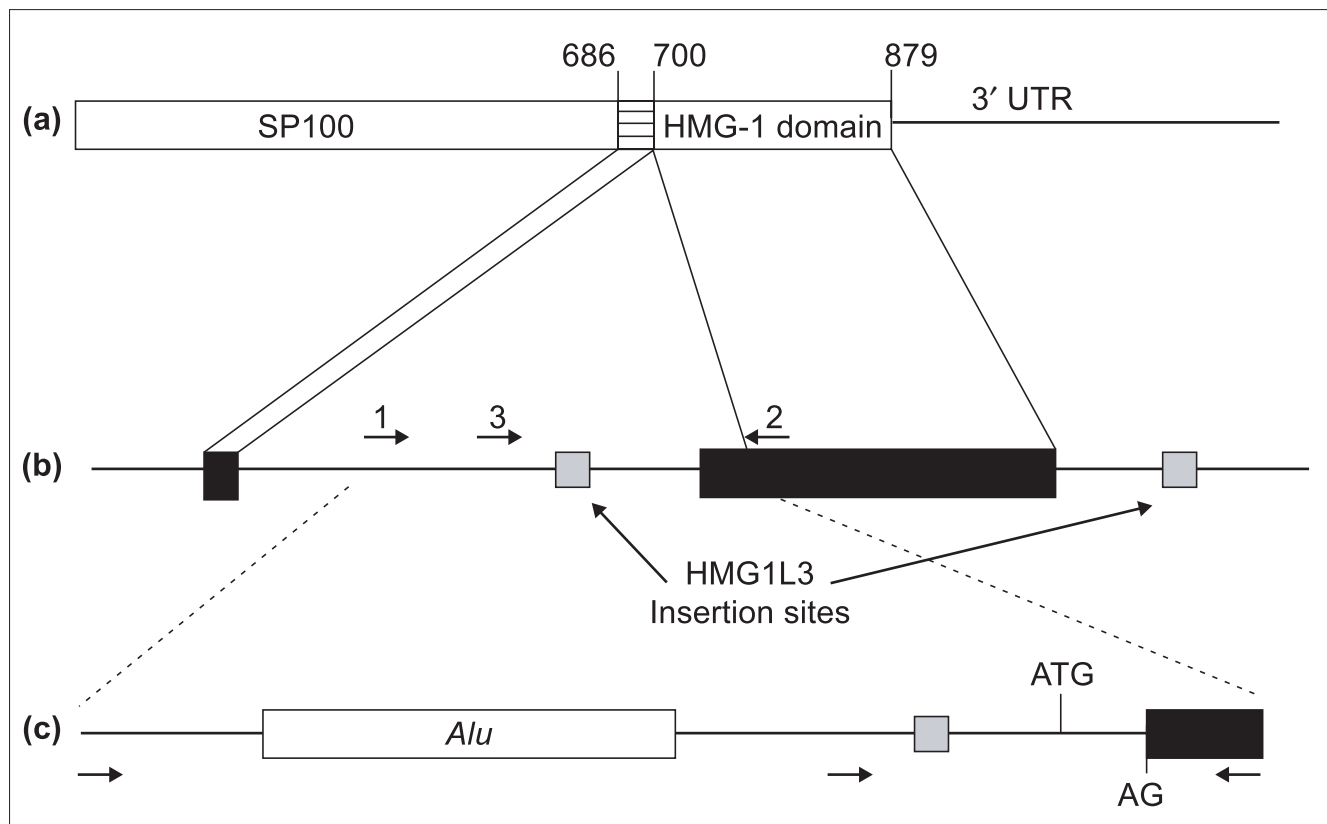 686 700 879
(a) SP100 HMG-1 domain 3′ UTR
1 3 2
(b)
HMG1L3
Insertion sites
ATG
(c) Alu
AG